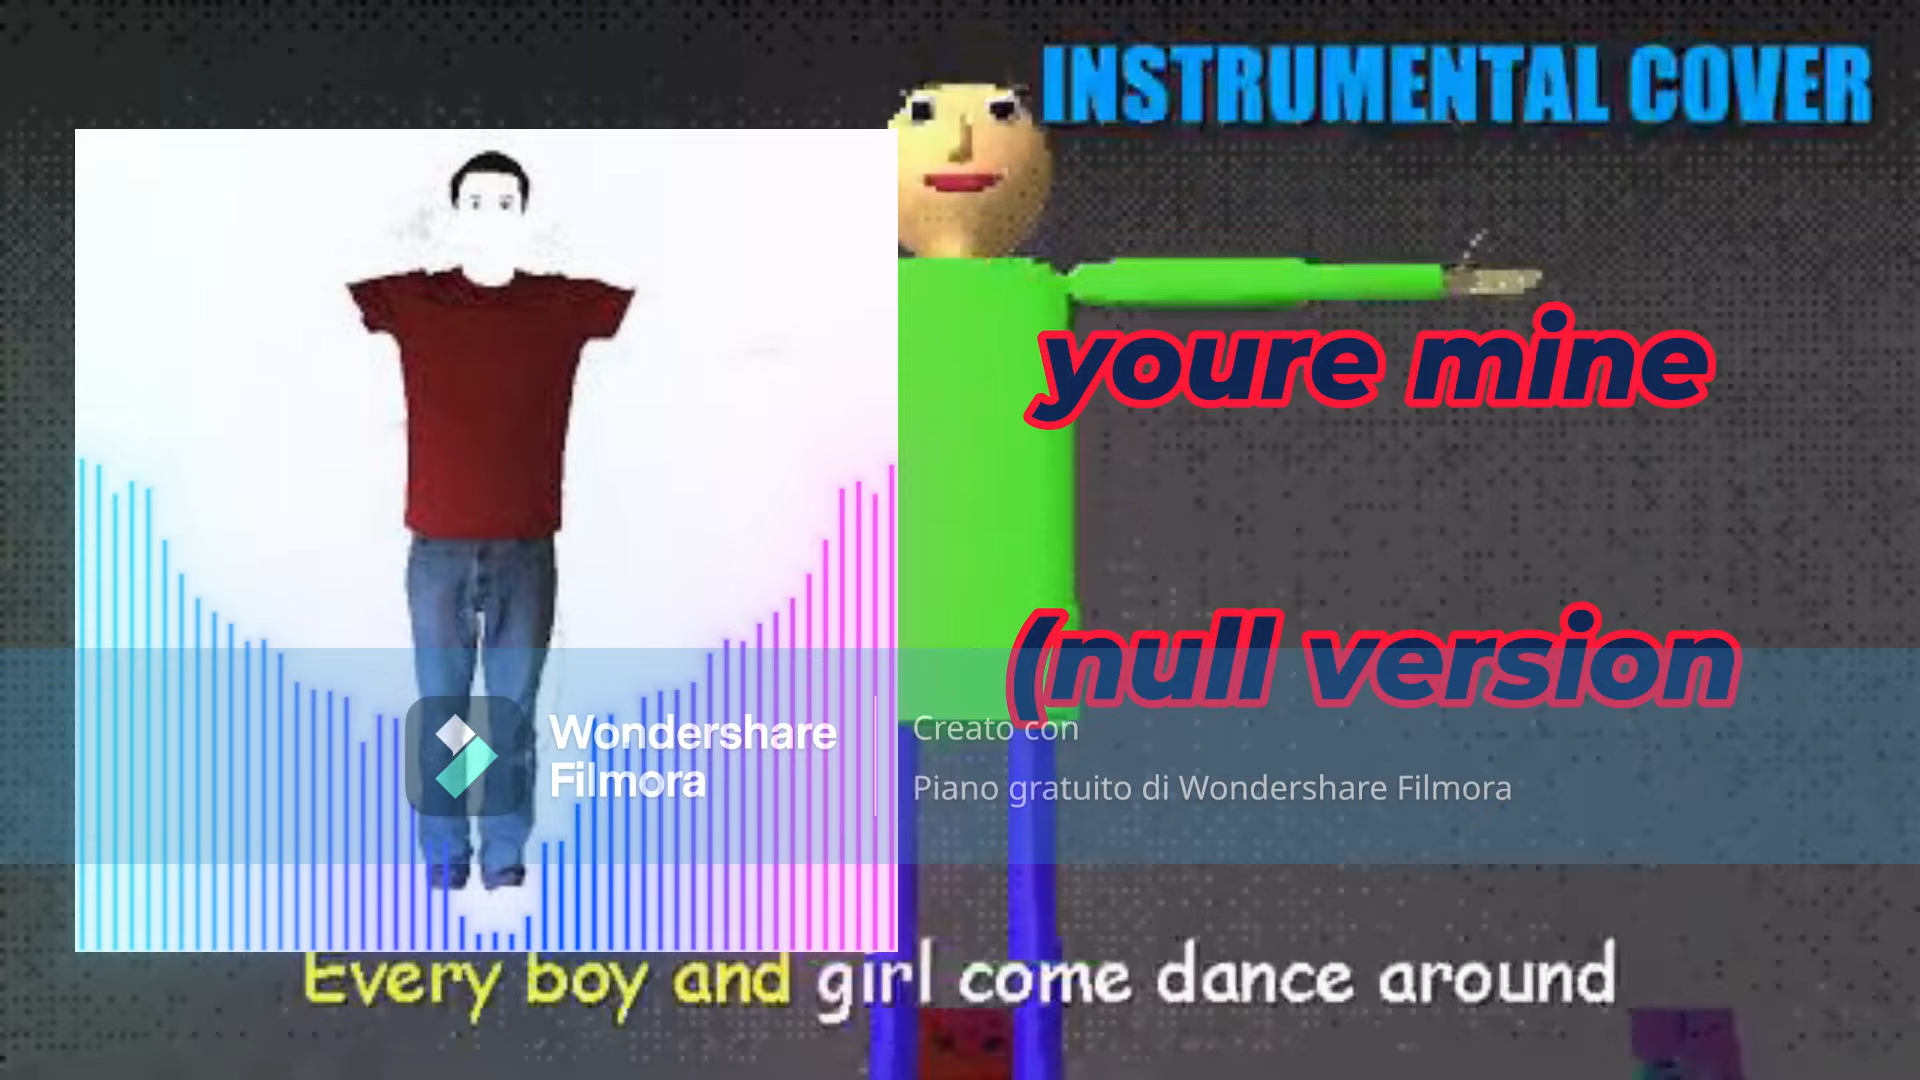 INSTRUMENTAL COVER
youre mine
(null version
Wondershare
Filmora
Creato con
Piano gratuito di Wondershare Filmora
Every boy and girl come dance around